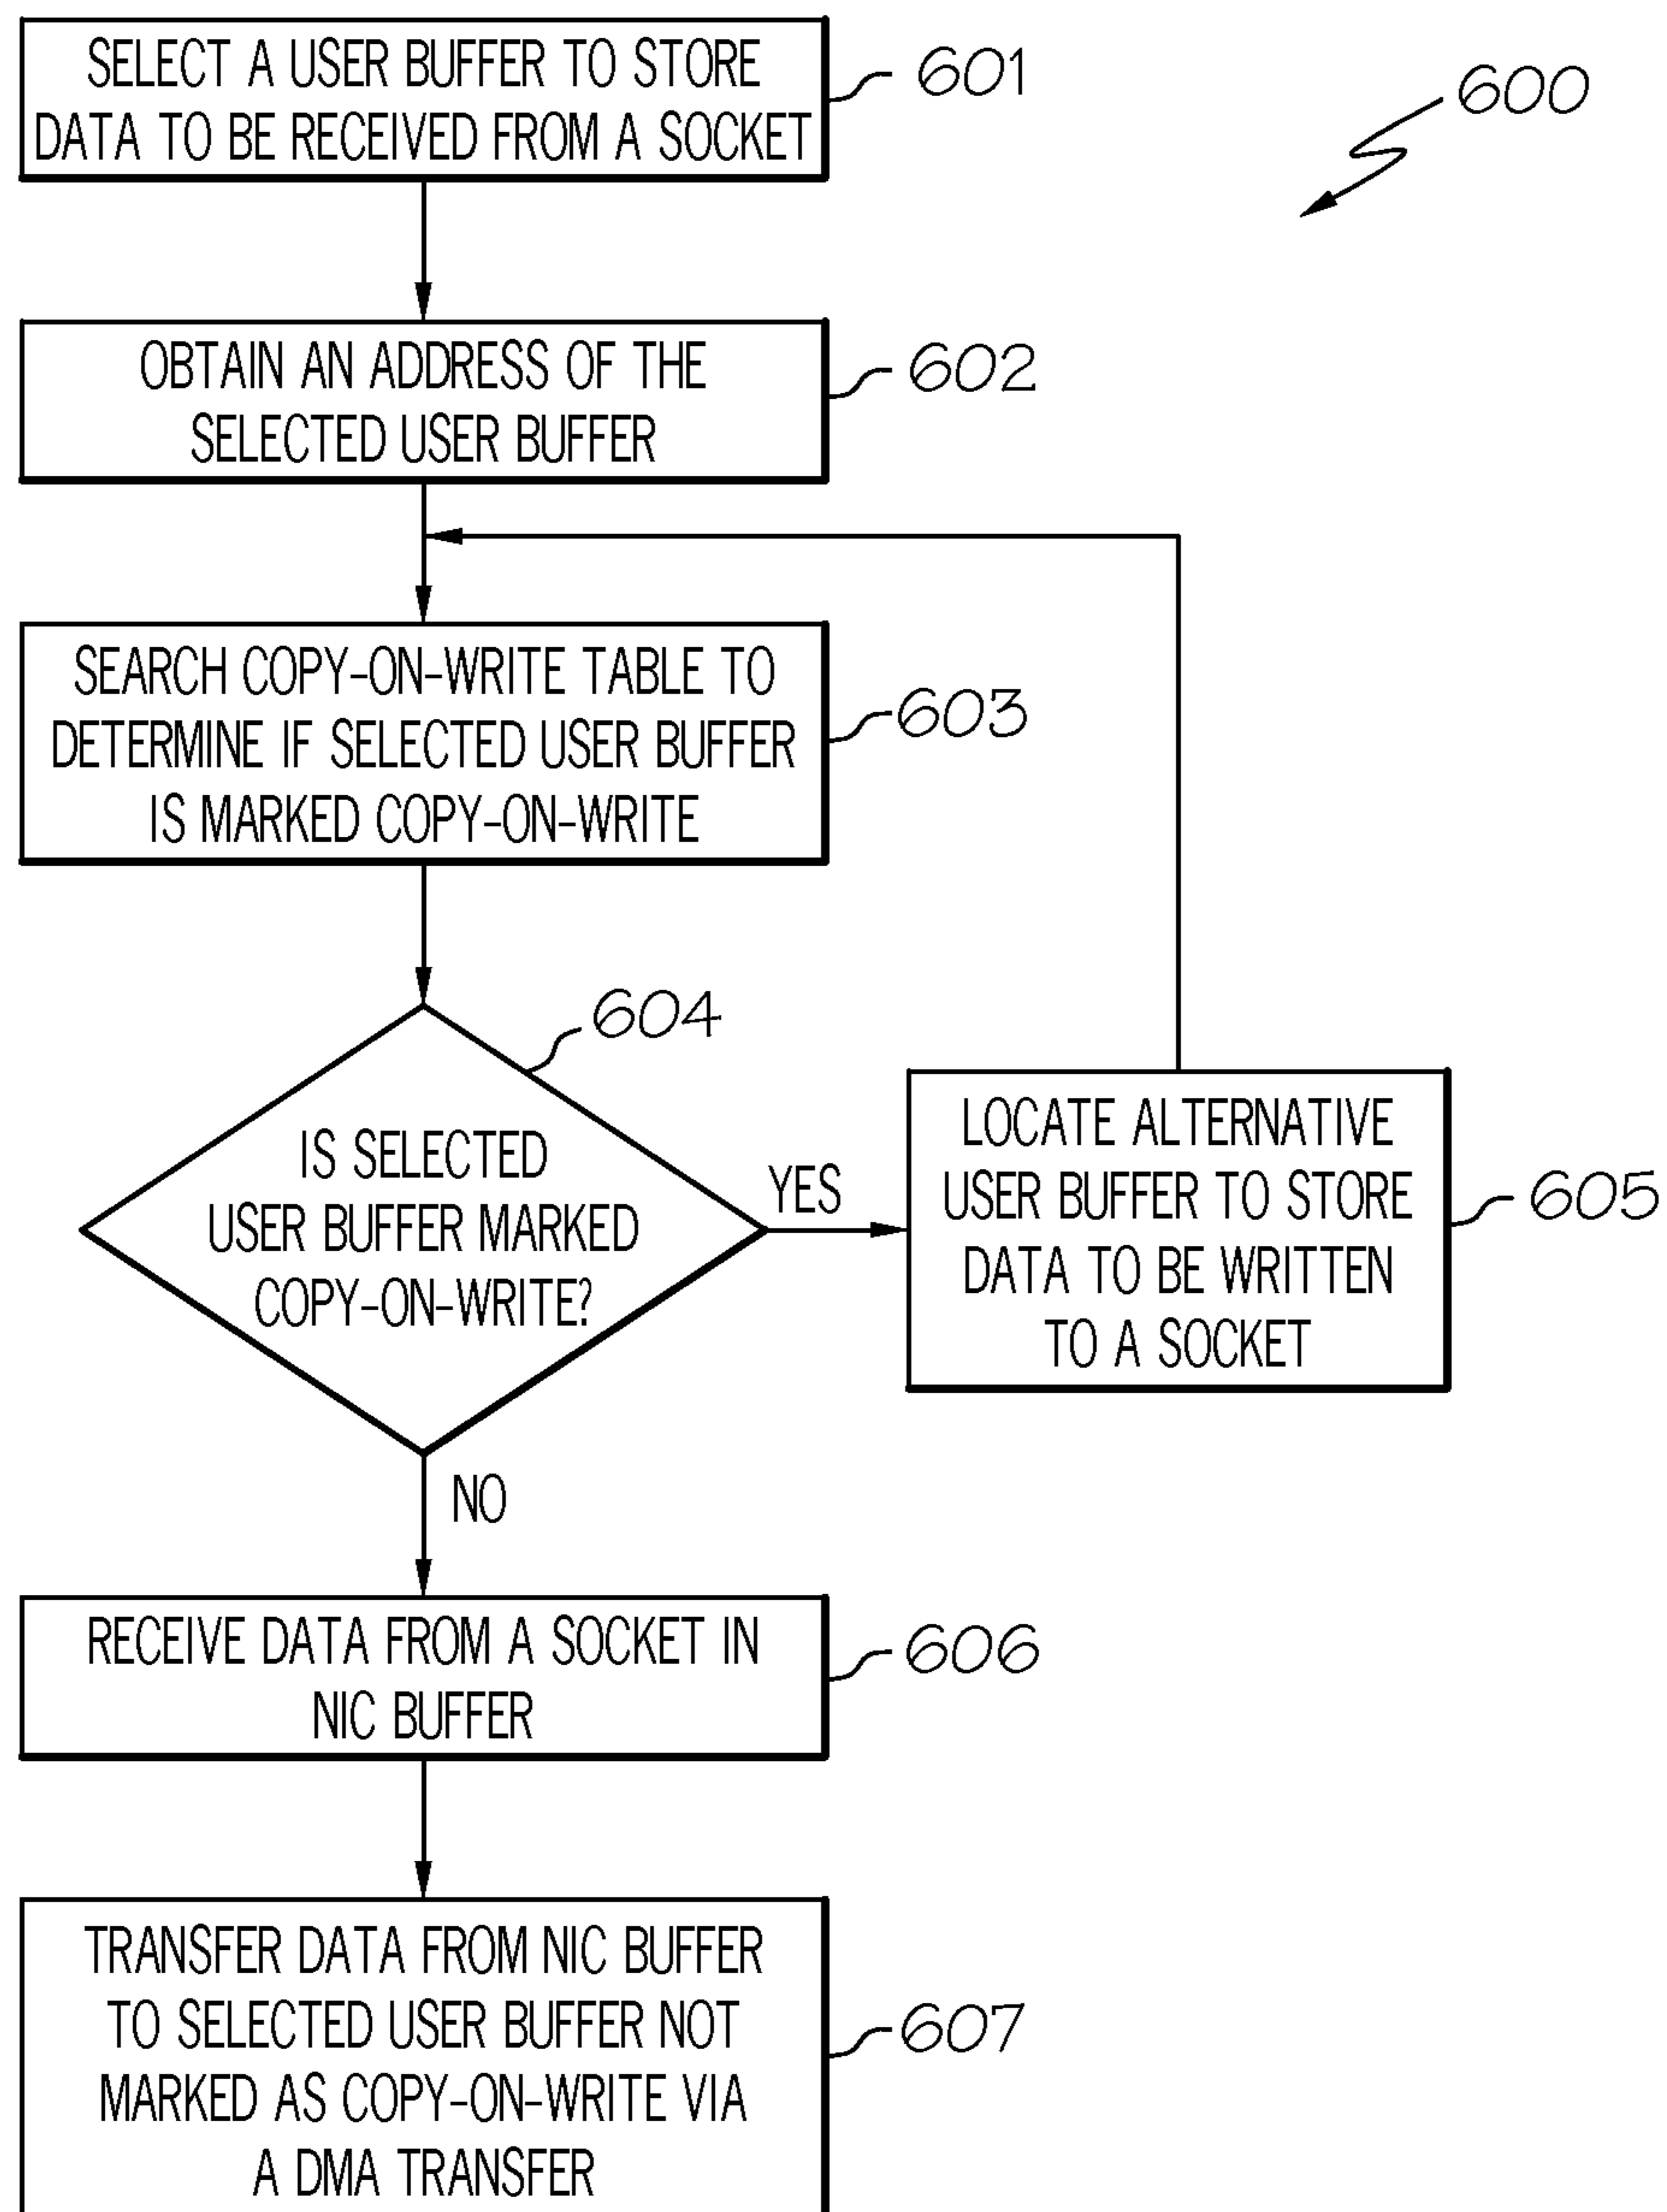 SELECT A USER BUFFER TO STORE
DATA TO BE RECEIVED FROM A SOCKET
601
600
OBTAIN AN ADDRESS OF THE
SELECTED USER BUFFER
602
SEARCH COPY-ON-WRITE TABLE TO
DETERMINE IF SELECTED USER BUFFER
IS MARKED COPY-ON-WRITE
603
604
IS SELECTED
USER BUFFER MARKED
COPY-ON-WRITE?
YES
LOCATE ALTERNATIVE
USER BUFFER TO STORE
DATA TO BE WRITTEN
TO A SOCKET
605
NO
RECEIVE DATA FROM A SOCKET IN
NIC BUFFER
606
TRANSFER DATA FROM NIC BUFFER
TO SELECTED USER BUFFER NOT
MARKED AS COPY-ON-WRITE VIA
A DMA TRANSFER
607